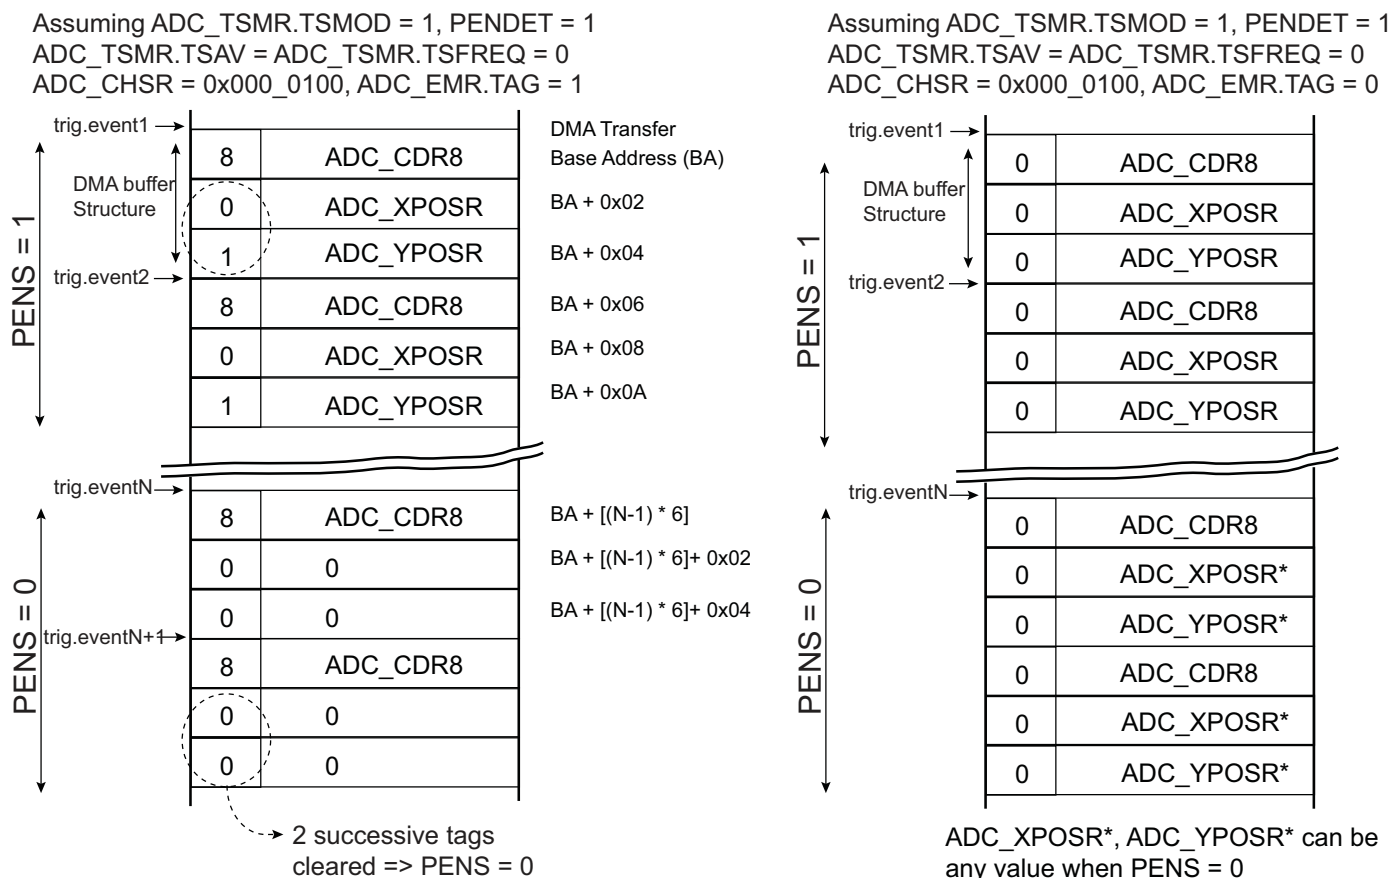 Assuming ADC_TSMR.TSMOD = 1, PENDET = 1
ADC_TSMR.TSAV = ADC_TSMR.TSFREQ = 0
ADC_CHSR = 0x000_0100, ADC_EMR.TAG = 1
trig.event1
DMA Transfer
8 ADC_CDR8 Base Address (BA)
DMA buffer
Structure
0 ADC_XPOSR BA + 0x02
PENS = 1
1 ADC_YPOSR BA + 0x04
trig.event2
8 ADC_CDR8 BA + 0x06
0 ADC_XPOSR BA + 0x08
1 ADC_YPOSR BA + 0x0A
trig.eventN
8 ADC_CDR8 BA + [(N-1) * 6]
0 0 BA + [(N-1) * 6]+ 0x02
PENS = 0
0 0 BA + [(N-1) * 6]+ 0x04
trig.eventN+1
8 ADC_CDR8
0 0
0 0
2 successive tags
cleared => PENS = 0
Assuming ADC_TSMR.TSMOD = 1, PENDET = 1
ADC_TSMR.TSAV = ADC_TSMR.TSFREQ = 0
ADC_CHSR = 0x000_0100, ADC_EMR.TAG = 0
trig.event1
0 ADC_CDR8
DMA buffer
Structure
0 ADC_XPOSR
PENS = 1
0 ADC_YPOSR
trig.event2
0 ADC_CDR8
0 ADC_XPOSR
0 ADC_YPOSR
trig.eventN
0 ADC_CDR8
0 ADC_XPOSR*
PENS = 0
0 ADC_YPOSR*
0 ADC_CDR8
0 ADC_XPOSR*
0 ADC_YPOSR*
ADC_XPOSR*, ADC_YPOSR* can be
any value when PENS = 0